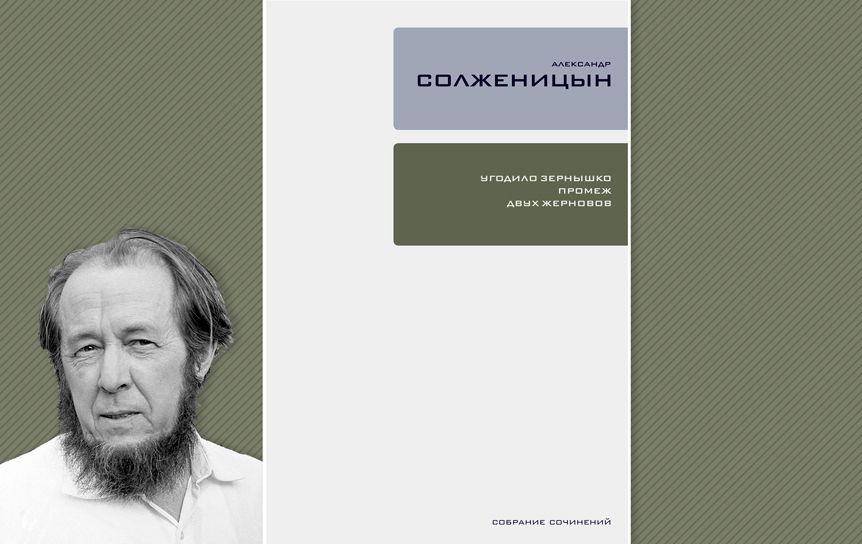 АЛЕКСАНДР
СОЛЖЕНИЦЫН
УГОДИЛО ЗЕРНЫШКО
ПРОМЕЖ
ДВУХ ЖЕРНОВОВ
СОБРАНИЕ СОЧИНЕНИЙ